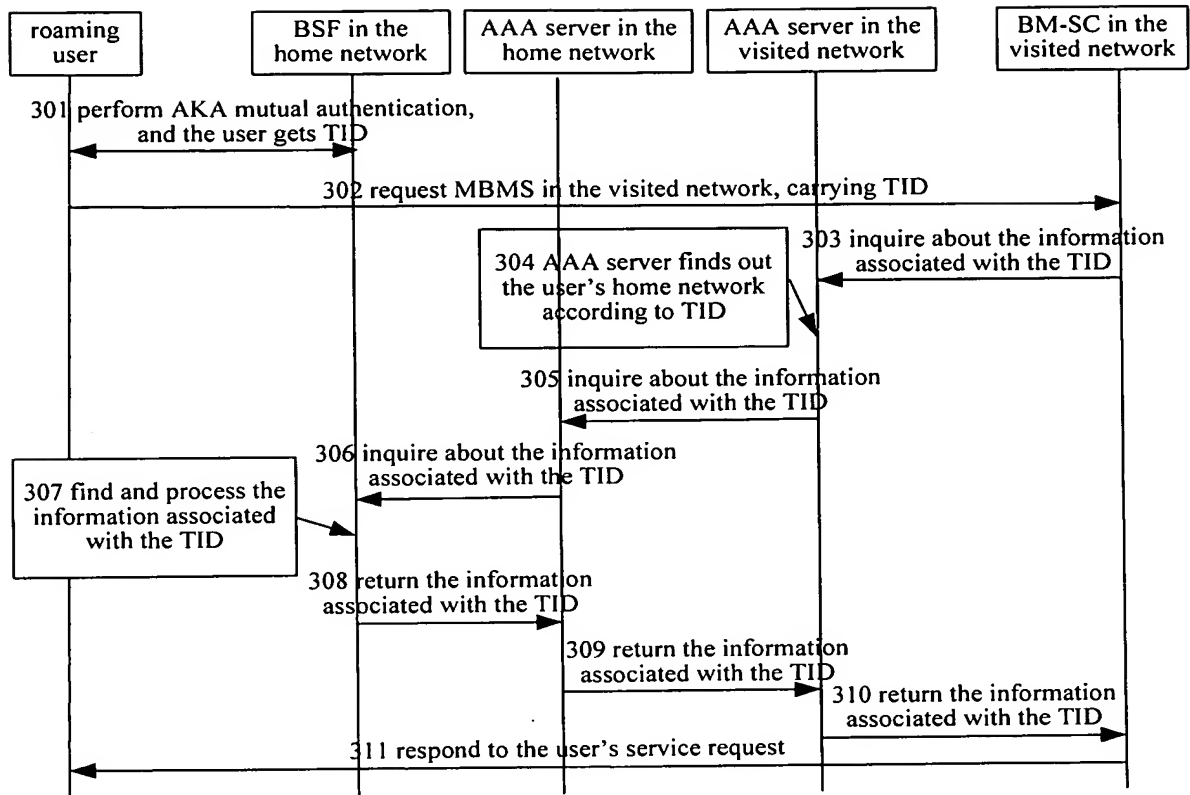 roaming
user
BSF in the
home network
AAA server in the
home network
AAA server in the
visited network
BM-SC in the
visited network
301 perform AKA mutual authentication,
and the user gets TID
302 request MBMS in the visited network, carrying TID
303 inquire about the information
associated with the TID
304 AAA server finds out
the user's home network
according to TID
305 inquire about the information
associated with the TID
306 inquire about the information
associated with the TID
307 find and process the
information associated
with the TID
308 return the information
associated with the TID
309 return the information
associated with the TID
310 return the information
associated with the TID
311 respond to the user's service request